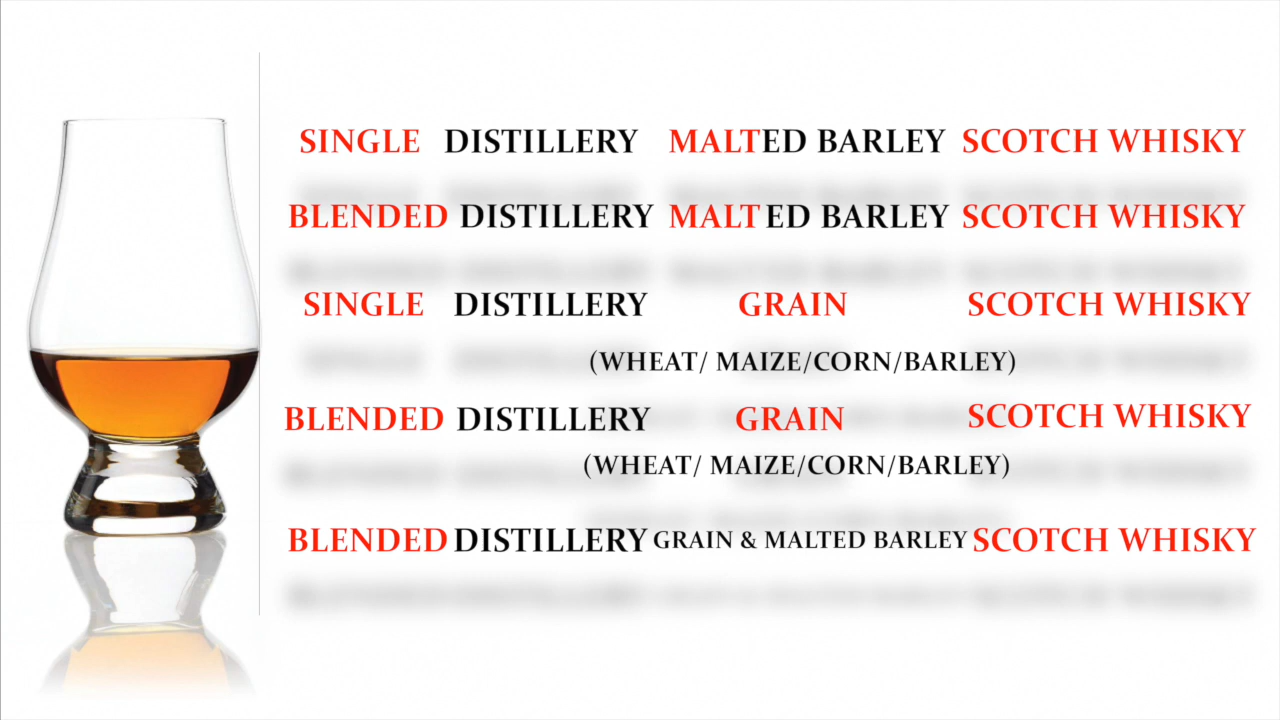 SINGLE DISTILLERY MALTED BARLEY SCOTCH WHISKY
BLENDED DISTILLERY MALTED BARLEY SCOTCH WHISKY
SINGLE DISTILLERY GRAIN SCOTCH WHISKY
(WHEAT/ MAIZE/CORN/BARLEY)
BLENDED DISTILLERY GRAIN SCOTCH WHISKY
(WHEAT/ MAIZE/CORN/BARLEY)
BLENDED DISTILLERY GRAIN & MALTED BARLEY SCOTCH WHISKY